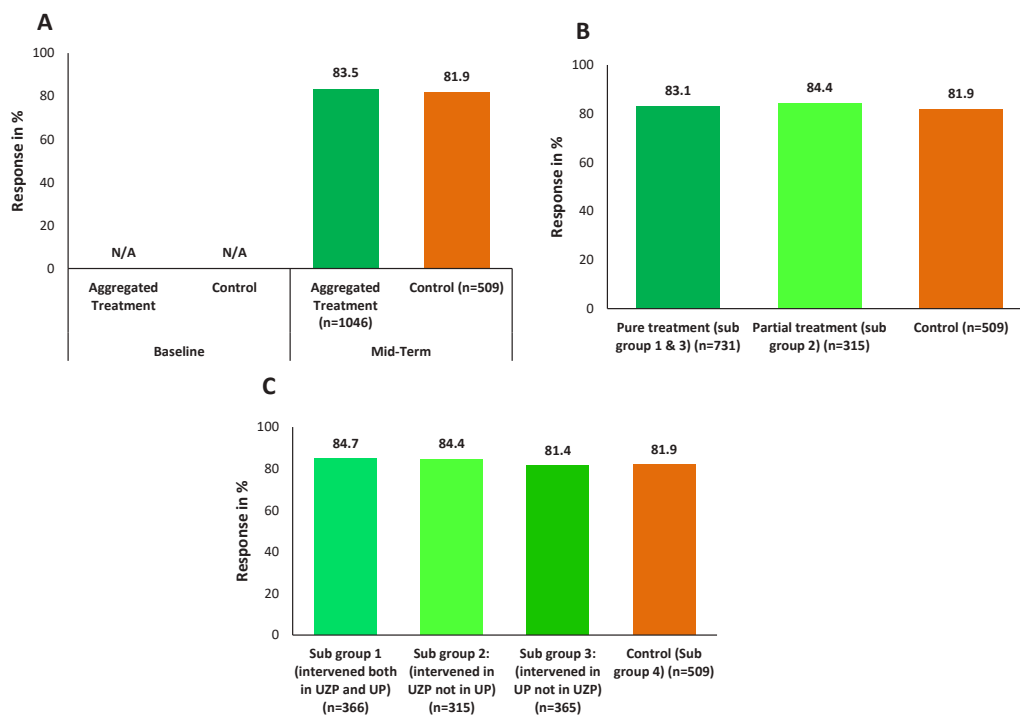 A
Response in %
100
80
60
40
20
0
N/A
N/A
83.5
81.9
Aggregated
Treatment
Control
Aggregated
Treatment
(n=1046)
Control (n=509)
Baseline
Mid-Term
B
Response in %
100
80
60
40
20
0
83.1
84.4
81.9
Pure treatment (sub
group 1 & 3) (n=731)
Partial treatment (sub
group 2) (n=315)
Control (n=509)
C
Response in %
100
80
60
40
20
0
84.7
84.4
81.4
81.9
Sub group 1
(intervened both
in UZP and UP)
(n=366)
Sub group 2:
(intervened in
UZP not in UP)
(n=315)
Sub group 3:
(intervened in
UP not in UZP)
(n=365)
Control (Sub
group 4) (n=509)